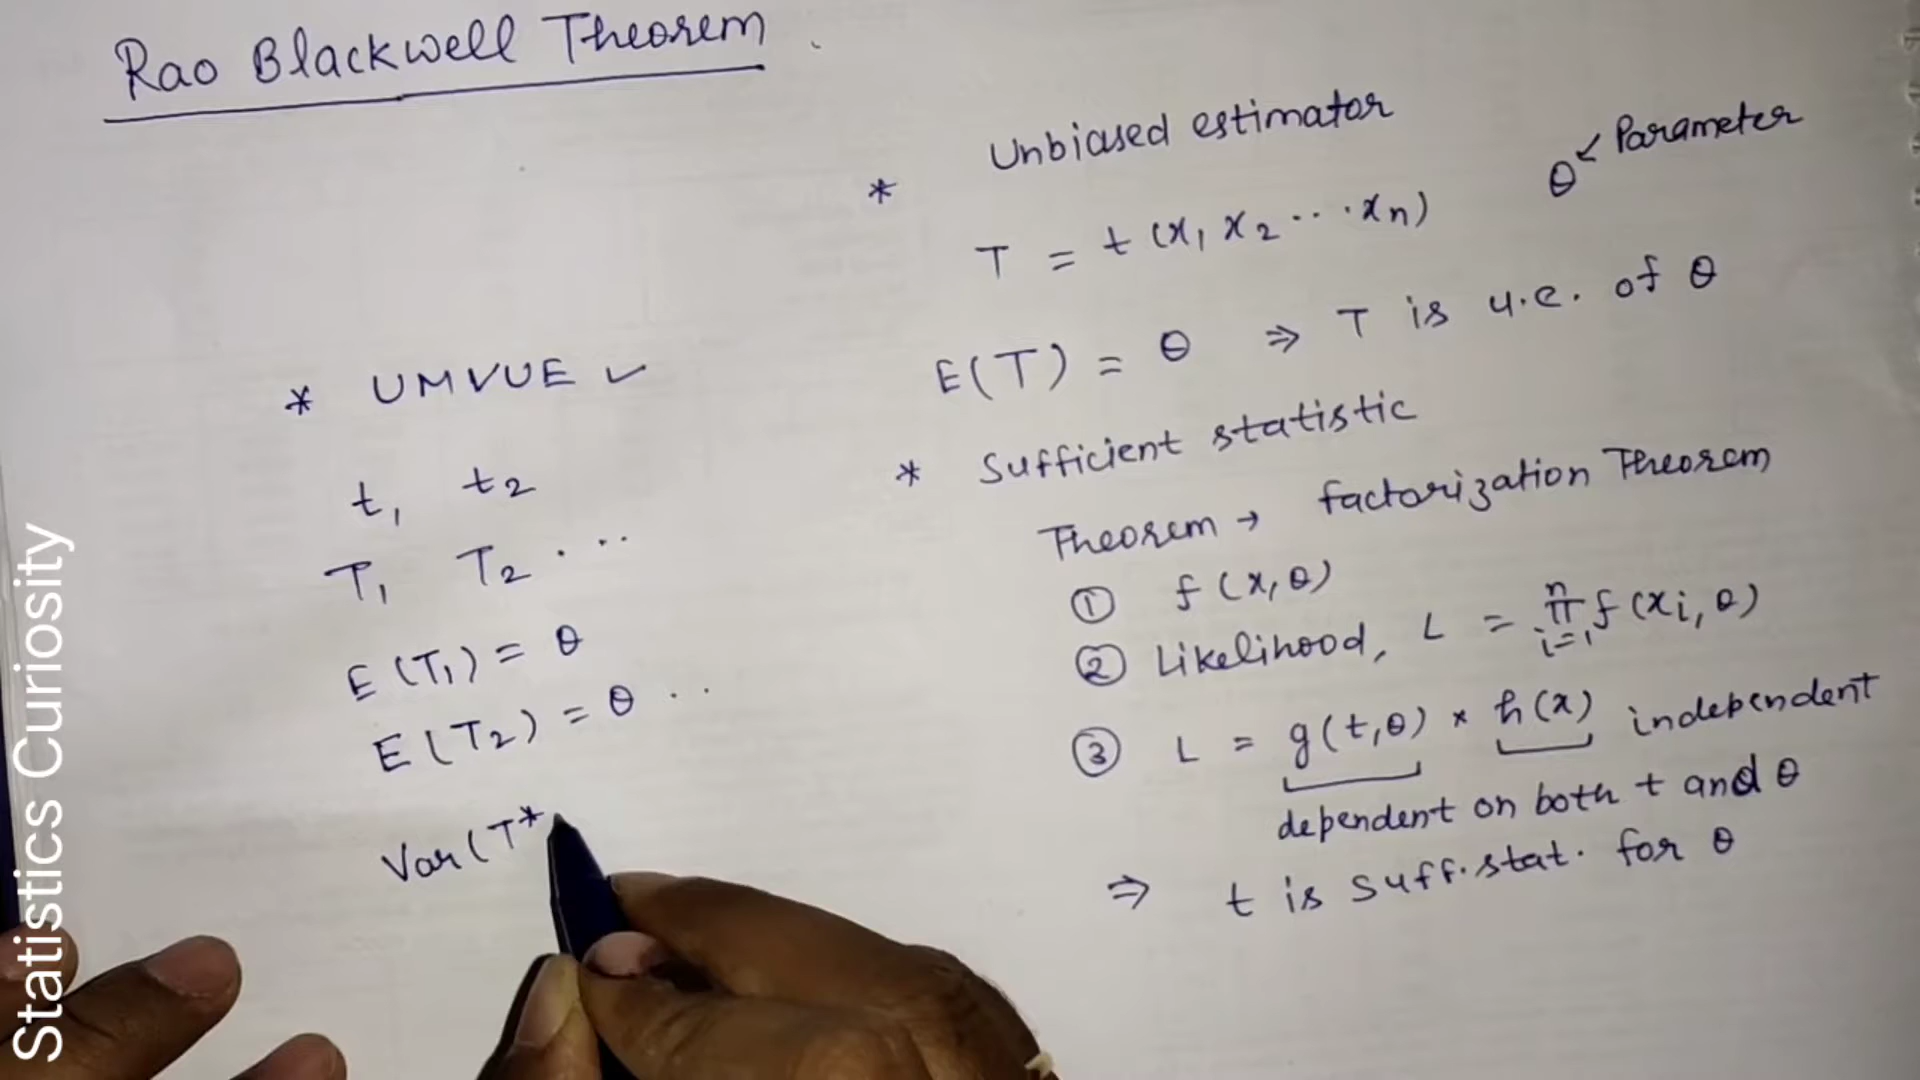 Rao Blackwell Theorem
* UMVUE ✓
t₁ t₂
T₁ T₂ . ..
E(T₁) = θ
E(T₂) = θ ..
Var(T*
Unbiased estimator
*
θ ↙ Parameter
T = t(x₁ x₂ ... xₙ)
E(T) = θ ⇒ T is u.e. of θ
* Sufficient statistic
Theorem → factorization Theorem
① f(x,θ)
② Likelihood, L = ⁿπᵢ₌₁ f(xᵢ,θ)
③ L = g(t,θ) * h(x) independent
dependent on both t and θ
⇒ t is suff.stat. for θ
Statistics Curiosity